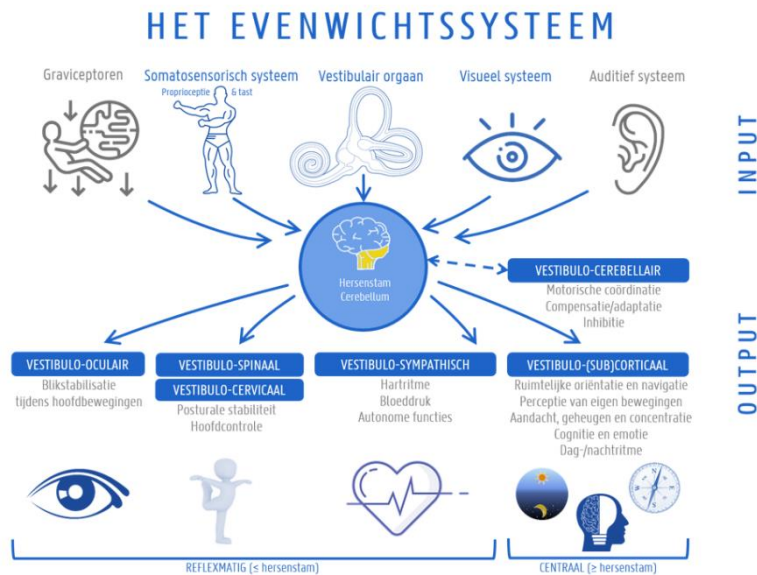 HET EVENWICHTSSYSTEEM
Graviceptoren
Somatosensorisch systeem
Proprioceptie & tast
Vestibulair orgaan
Visueel systeem
Auditief systeem
INPUT
Hersenstam
Cerebellum
VESTIBULO-CEREBELLAIR
Motorische coördinatie
Compensatie/adaptatie
Inhibitie
OUTPUT
VESTIBULO-OCULAIR
Blikstabilisatie
tijdens hoofdbewegingen
VESTIBULO-SPINAAL
VESTIBULO-CERVICAAL
Posturale stabiliteit
Hoofdcontrole
VESTIBULO-SYMPATHISCH
Hartritme
Bloeddruk
Autonome functies
VESTIBULO-(SUB)CORTICAAL
Ruimtelijke oriëntatie en navigatie
Perceptie van eigen bewegingen
Aandacht, geheugen en concentratie
Cognitie en emotie
Dag-/nachtritme
REFLEXMATIG (≤ hersenstam)
CENTRAAL (≥ hersenstam)